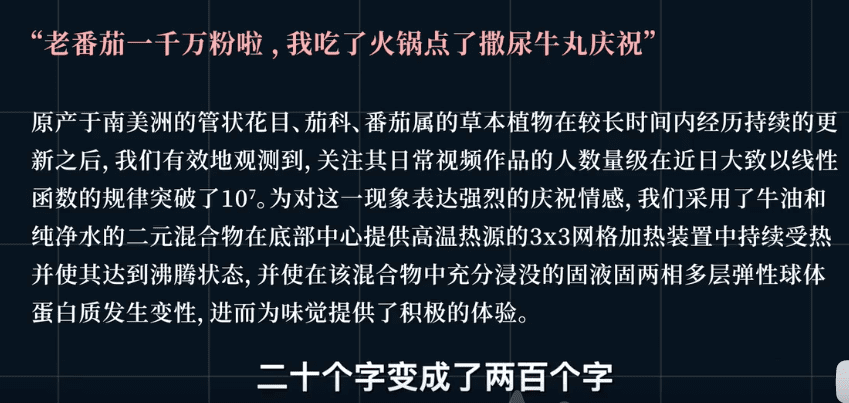 “老番茄一千万粉啦，我吃了火锅点了撒尿牛丸庆祝”
原产于南美洲的管状花目、茄科、番茄属的草本植物在较长时间内经历持续的更
新之后, 我们有效地观测到, 关注其日常视频作品的人数量级在近日大致以线性
函数的规律突破了10⁷。为对这一现象表达强烈的庆祝情感, 我们采用了牛油和
纯净水的二元混合物在底部中心提供高温热源的3x3网格加热装置中持续受热
并使其达到沸腾状态, 并使在该混合物中充分浸没的固液固两相多层弹性球体
蛋白质发生变性, 进而为味觉提供了积极的体验。
二十个字变成了两百个字